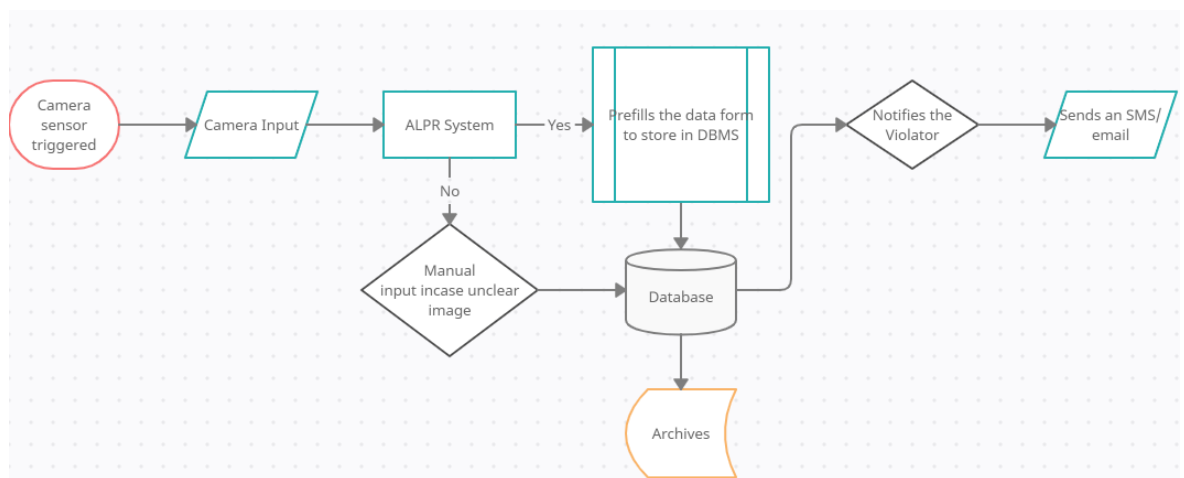 Camera
sensor
triggered
Camera Input
ALPR System
Yes
Prefills the data form
to store in DBMS
Notifies the
Violator
Sends an SMS/
email
No
Manual
input incase unclear
image
Database
Archives